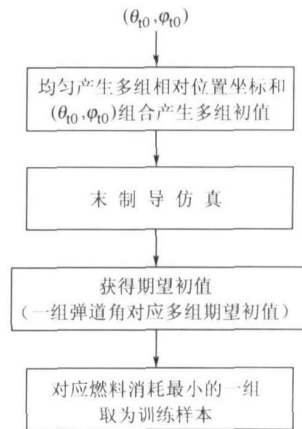 (θt0,φt0)
均匀产生多组相对位置坐标和
(θt0,φt0)组合产生多组初值
末制导仿真
获得期望初值
（一组弹道角对应多组期望初值）
对应燃料消耗最小的一组
取为训练样本